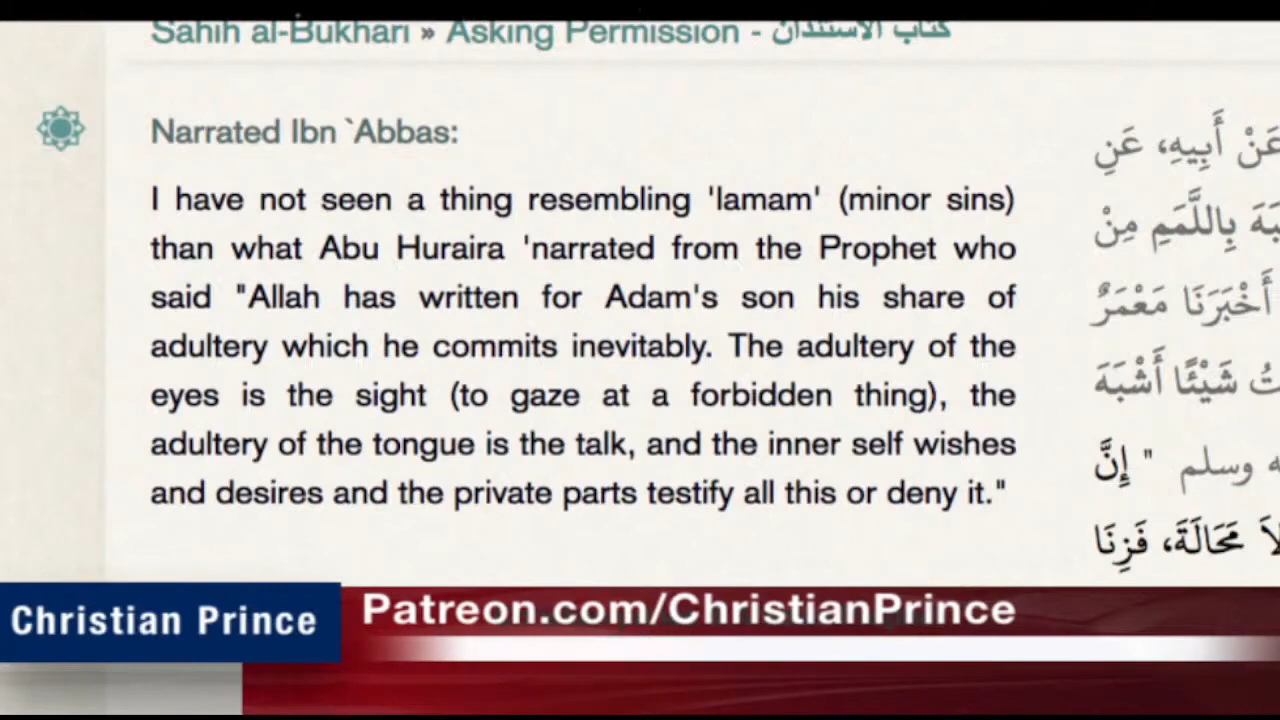 Sahih al-Bukhari » Asking Permission - كتاب الاستئذان
Narrated Ibn `Abbas:
I have not seen a thing resembling 'lamam' (minor sins)
than what Abu Huraira 'narrated from the Prophet who
said "Allah has written for Adam's son his share of
adultery which he commits inevitably. The adultery of the
eyes is the sight (to gaze at a forbidden thing), the
adultery of the tongue is the talk, and the inner self wishes
and desires and the private parts testify all this or deny it."
عَنْ أَبِيهِ، عَنِ
بِاللَّمَمِ مِنْ
أَخْبَرَنَا مَعْمَرٌ
شَيْئًا أَشْبَهَ
وسلم " إِنَّ
مَحَالَةَ، فَزِنَا
Christian Prince
Patreon.com/ChristianPrince